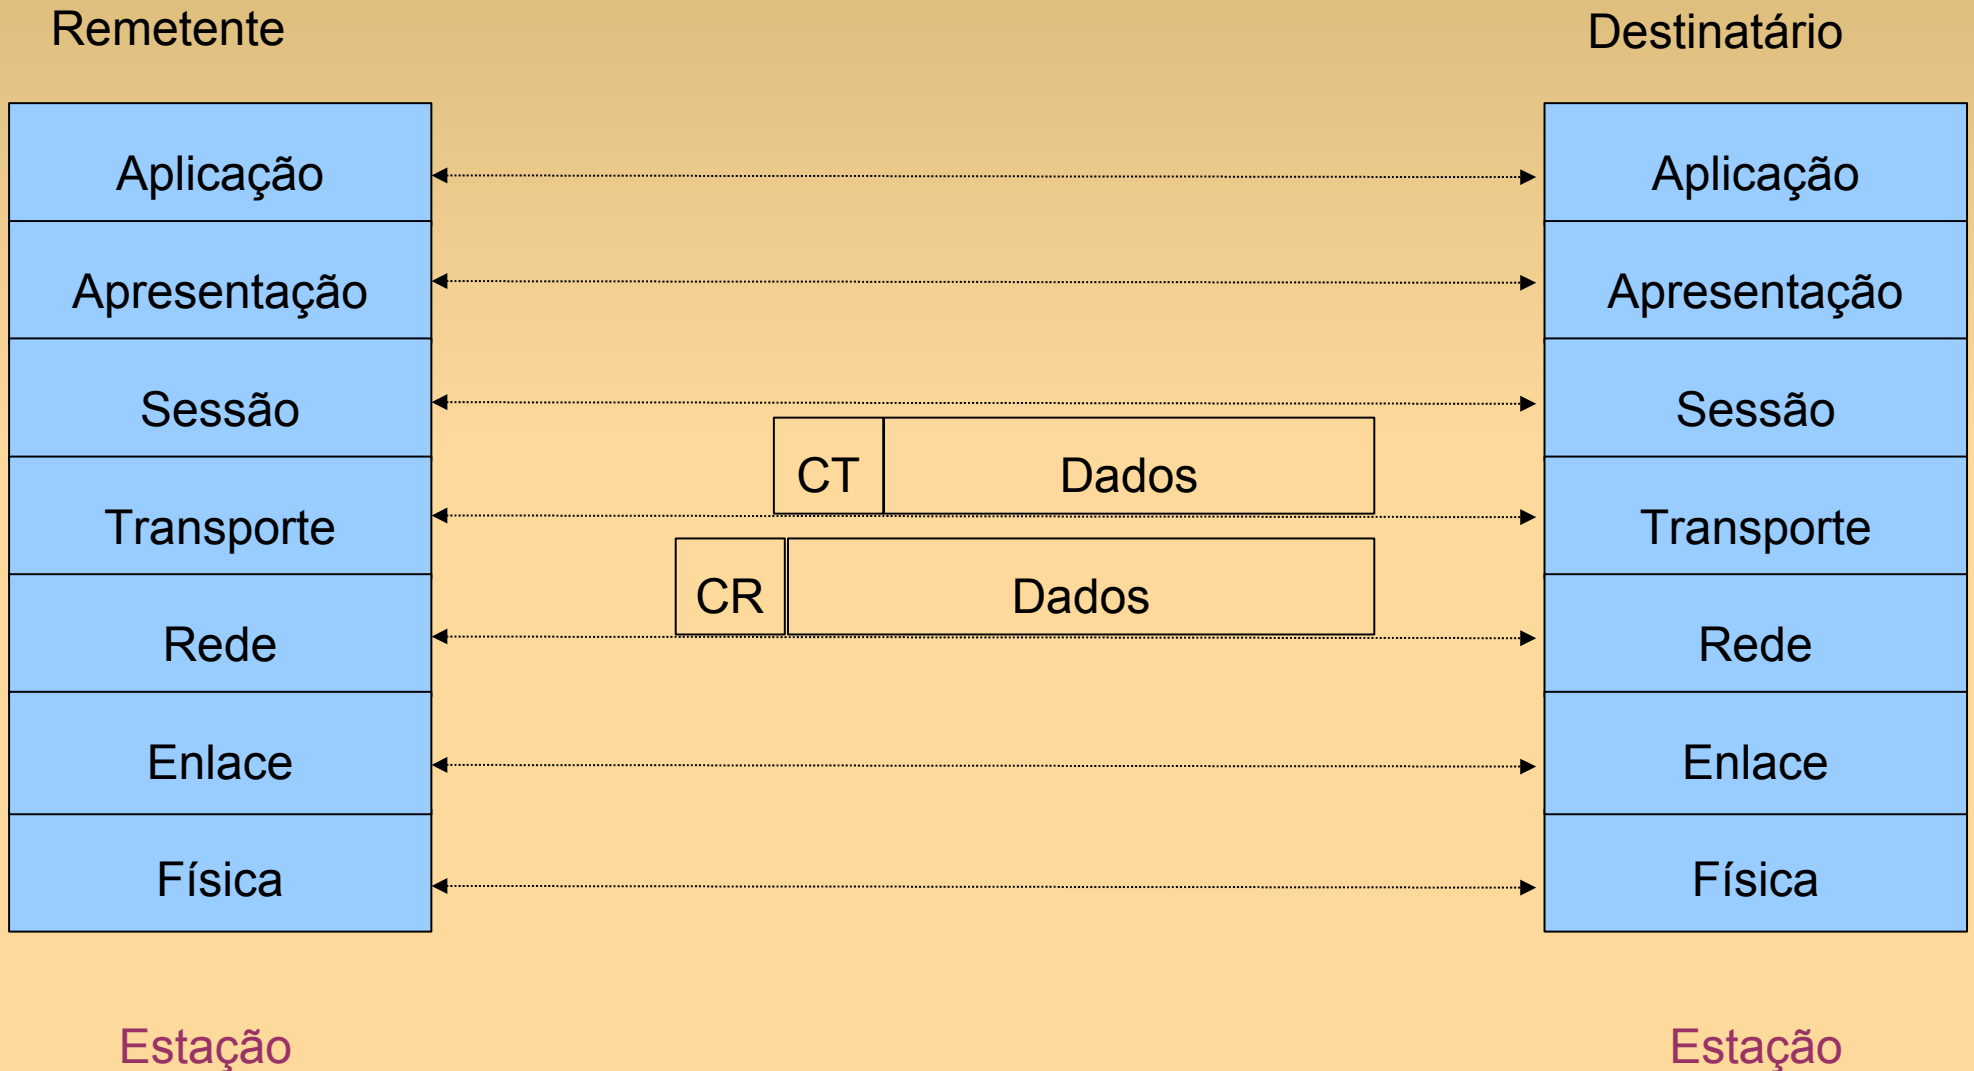 Remetente
Destinatário
Aplicação
Aplicação
Apresentação
Apresentação
Sessão
Sessão
CT Dados
Transporte
Transporte
CR Dados
Rede
Rede
Enlace
Enlace
Física
Física
Estação
Estação